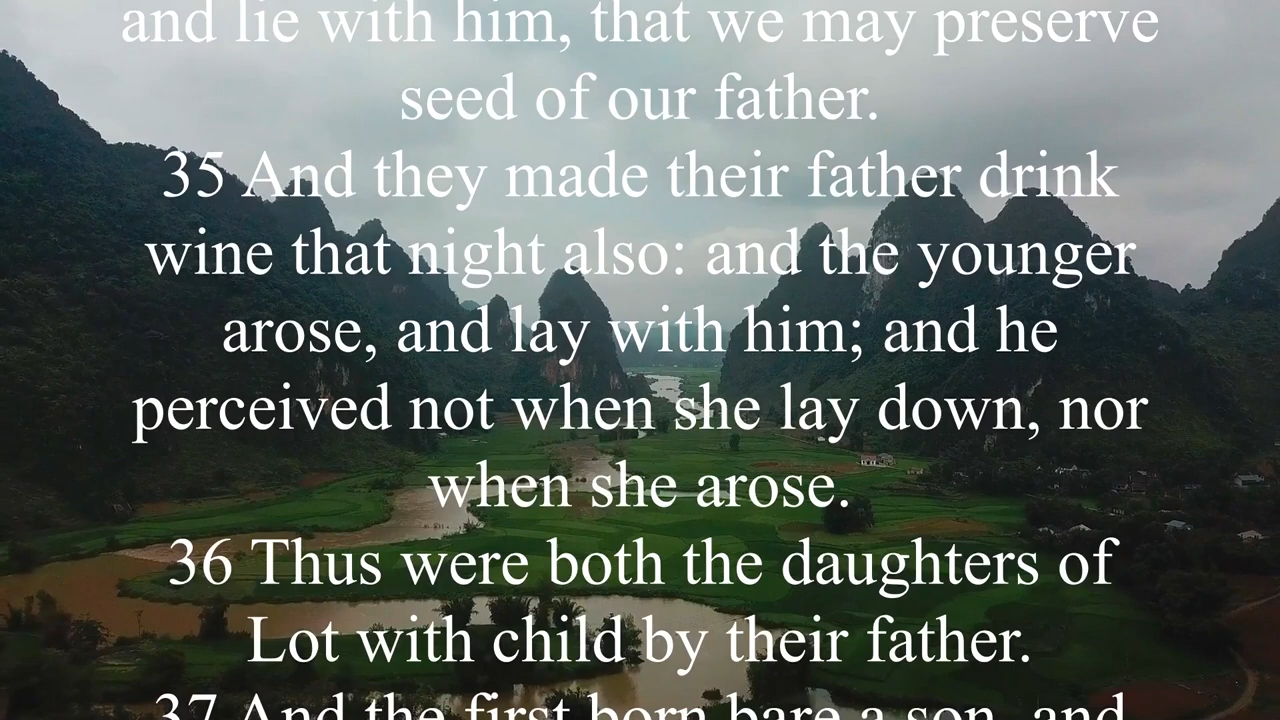 and lie with him, that we may preserve
seed of our father.
35 And they made their father drink
wine that night also: and the younger
arose, and lay with him; and he
perceived not when she lay down, nor
when she arose.
36 Thus were both the daughters of
Lot with child by their father.
37 And the first born bare a son, and